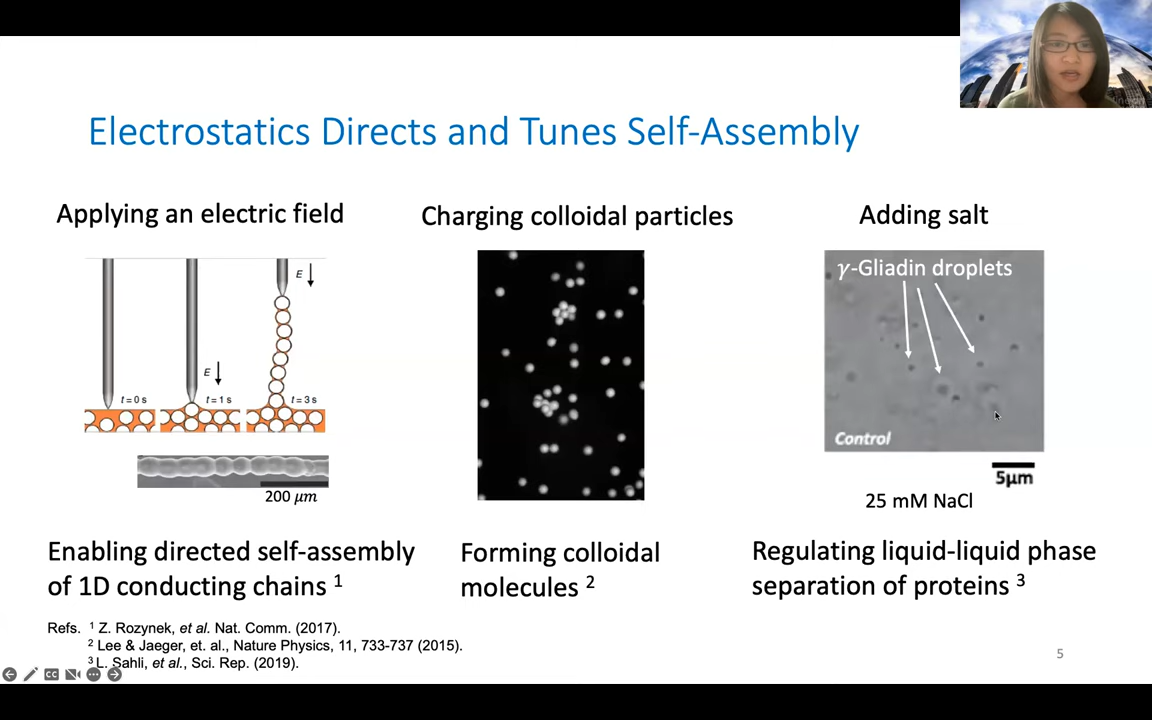 Electrostatics Directs and Tunes Self-Assembly
Applying an electric field
Charging colloidal particles
Adding salt
E
E
t = 0 s
t = 1 s
t = 3 s
200 μm
γ-Gliadin droplets
Control
5μm
25 mM NaCl
Enabling directed self-assembly
of 1D conducting chains ¹
Forming colloidal
molecules ²
Regulating liquid-liquid phase
separation of proteins ³
Refs. ¹ Z. Rozynek, et al. Nat. Comm. (2017).
² Lee & Jaeger, et. al., Nature Physics, 11, 733-737 (2015).
³ L. Sahli, et al., Sci. Rep. (2019).
5
CC